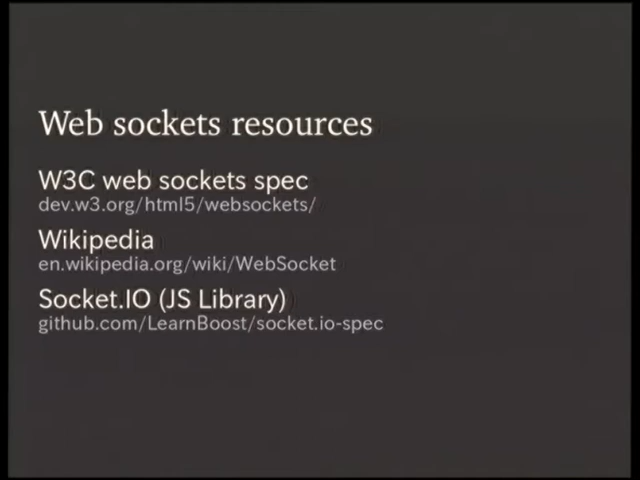 Web sockets resources
W3C web sockets spec
dev.w3.org/html5/websockets/
Wikipedia
en.wikipedia.org/wiki/WebSocket
Socket.IO (JS Library)
github.com/LearnBoost/socket.io-spec